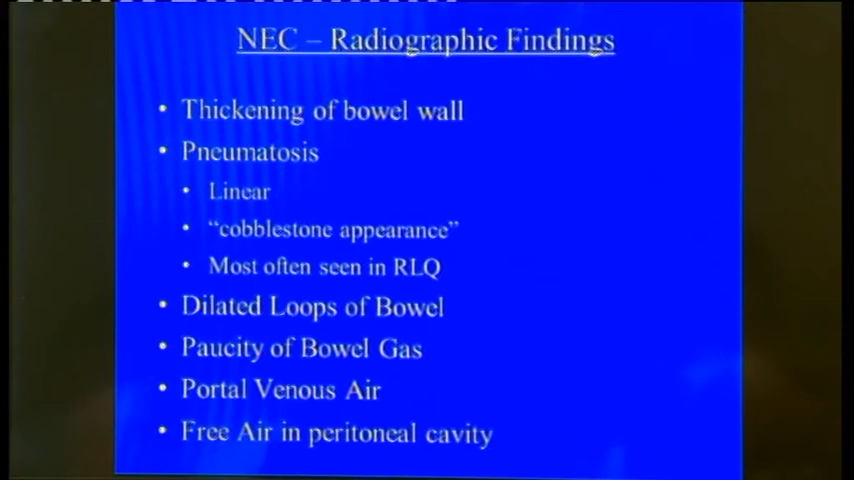 NEC – Radiographic Findings
• Thickening of bowel wall
• Pneumatosis
• Linear
• “cobblestone appearance”
• Most often seen in RLQ
• Dilated Loops of Bowel
• Paucity of Bowel Gas
• Portal Venous Air
• Free Air in peritoneal cavity